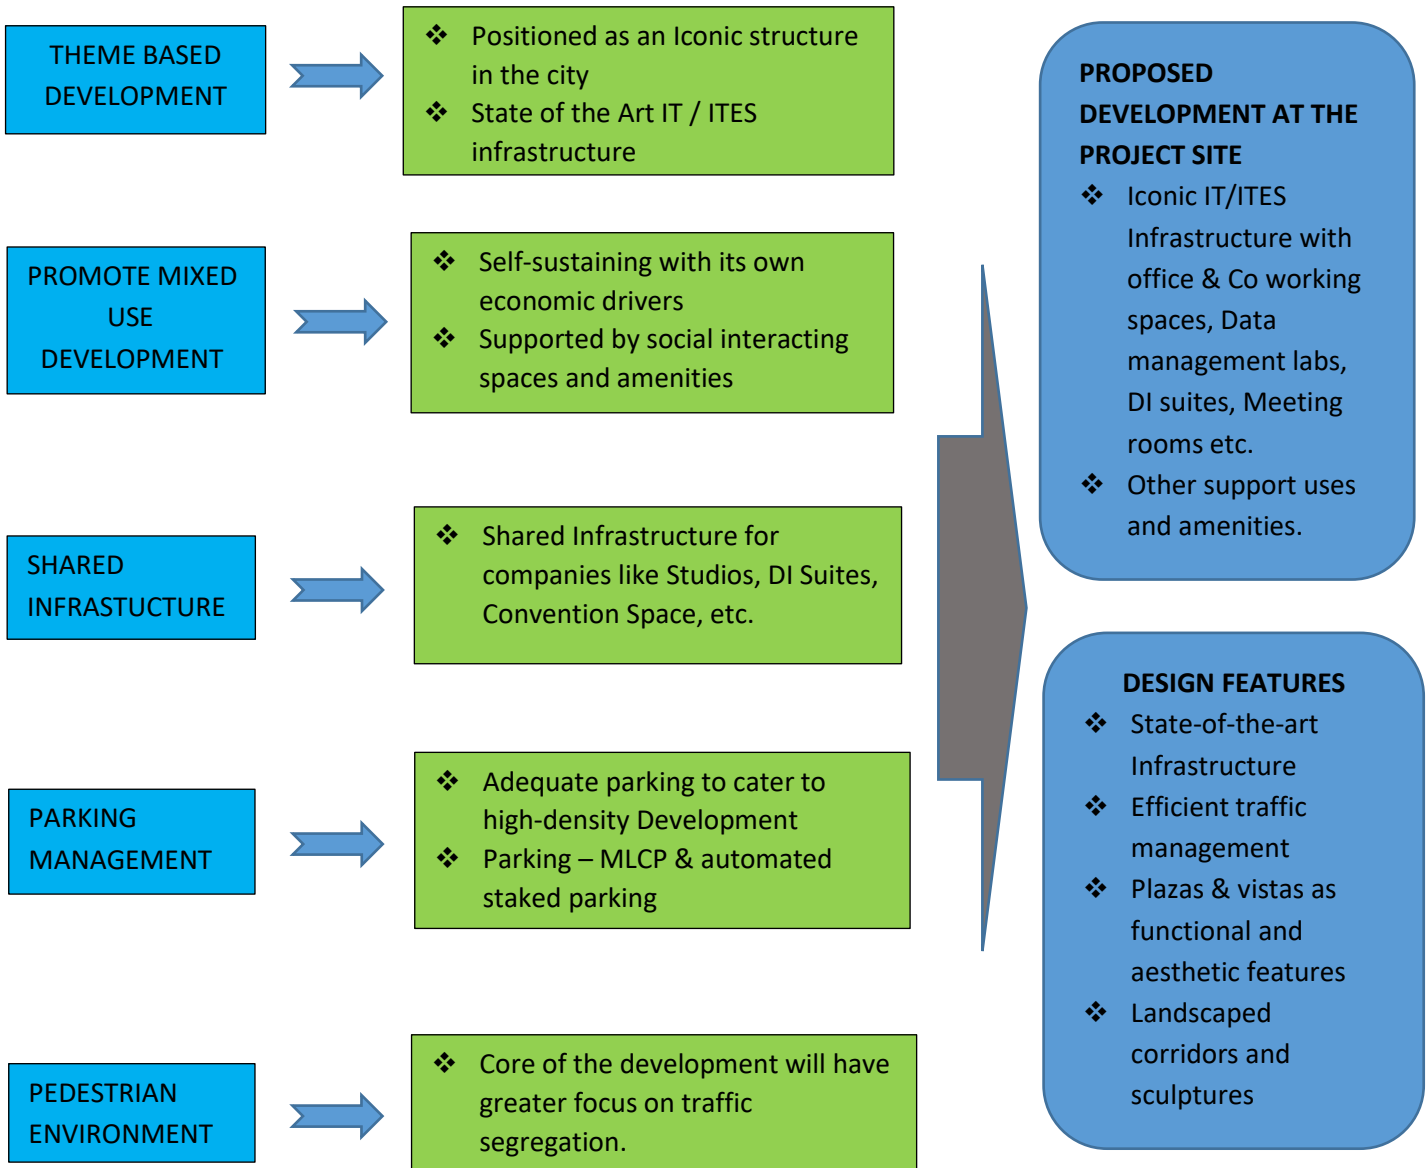 THEME BASED
DEVELOPMENT
❖ Positioned as an Iconic structure
in the city
❖ State of the Art IT / ITES
infrastructure
PROMOTE MIXED
USE
DEVELOPMENT
❖ Self-sustaining with its own
economic drivers
❖ Supported by social interacting
spaces and amenities
SHARED
INFRASTUCTURE
❖ Shared Infrastructure for
companies like Studios, DI Suites,
Convention Space, etc.
PARKING
MANAGEMENT
❖ Adequate parking to cater to
high-density Development
❖ Parking – MLCP & automated
staked parking
PEDESTRIAN
ENVIRONMENT
❖ Core of the development will have
greater focus on traffic
segregation.
PROPOSED
DEVELOPMENT AT THE
PROJECT SITE
❖ Iconic IT/ITES
Infrastructure with
office & Co working
spaces, Data
management labs,
DI suites, Meeting
rooms etc.
❖ Other support uses
and amenities.
DESIGN FEATURES
❖ State-of-the-art
Infrastructure
❖ Efficient traffic
management
❖ Plazas & vistas as
functional and
aesthetic features
❖ Landscaped
corridors and
sculptures